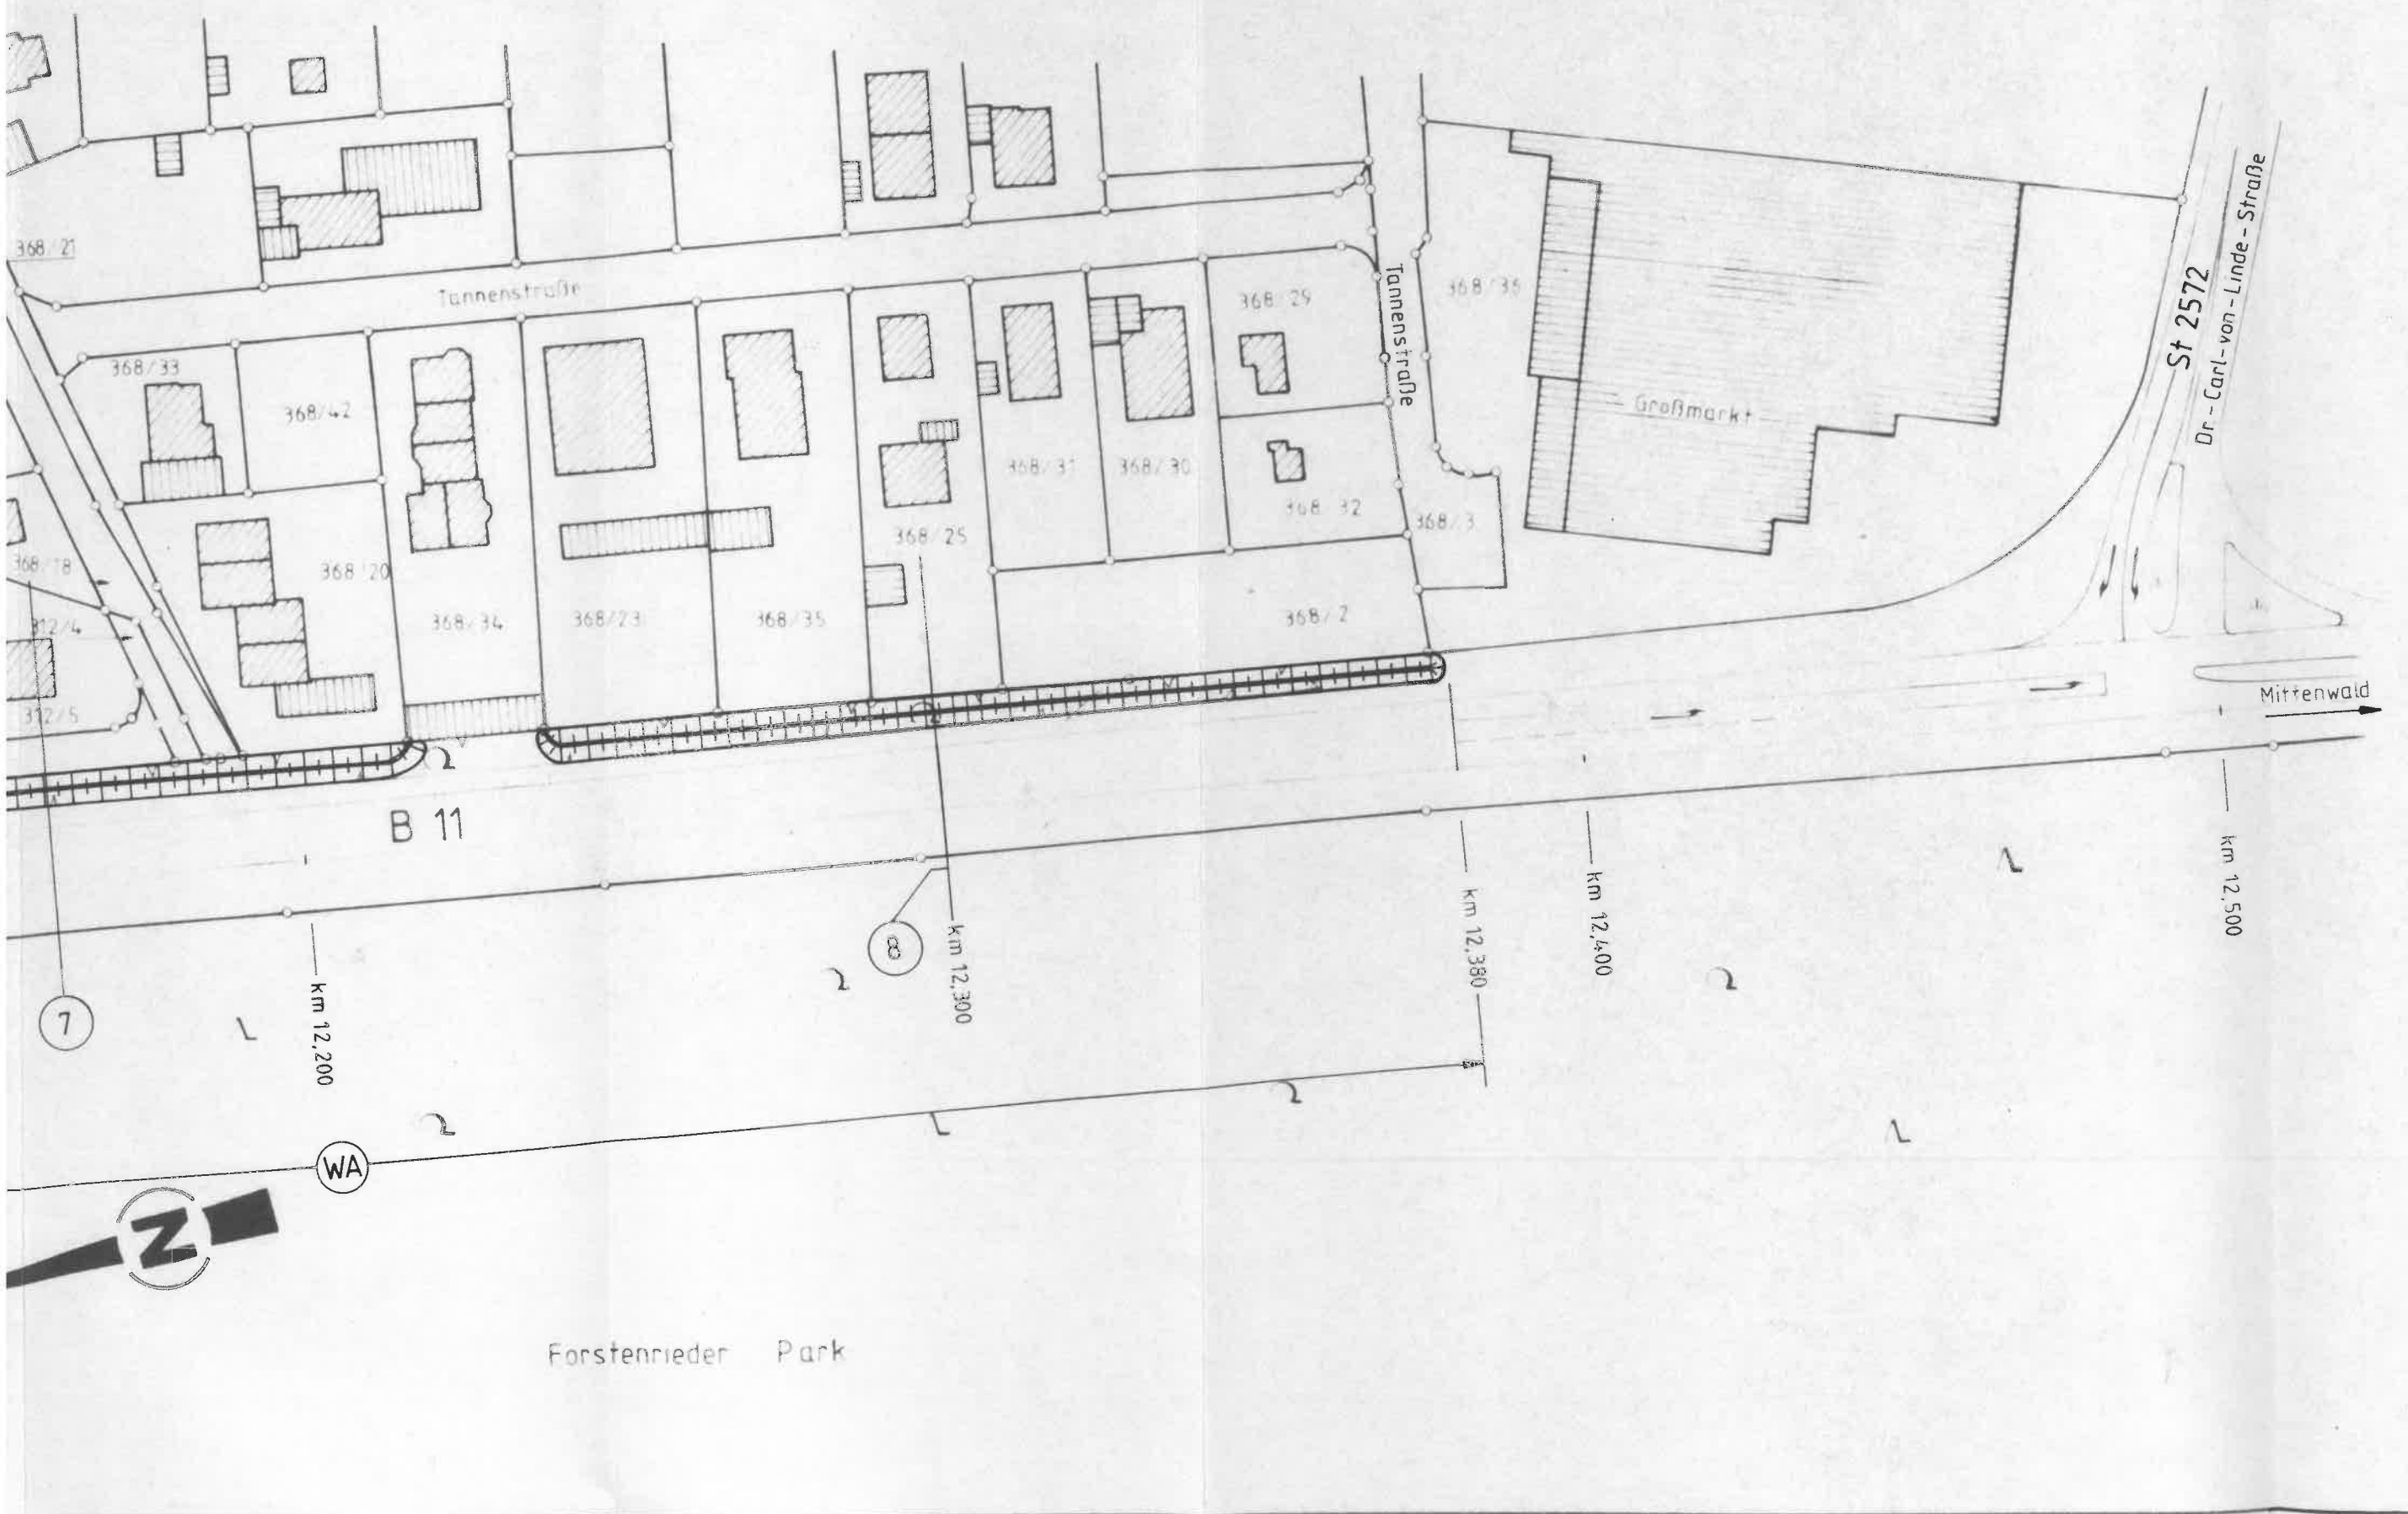 368/21
Tannenstraße
368/33
368/42
368/29
Tannenstraße
368/36
St 2572
Dr.-Carl-von-Linde-Straße
Großmarkt
368/31
368/30
368/32
368/3
368/25
368/18
368/20
312/4
368/34
368/23
368/35
368/2
312/5
Mittenwald
B 11
7
8
km 12,200
km 12,300
km 12,380
km 12,400
km 12,500
WA
N
Forstenrieder Park